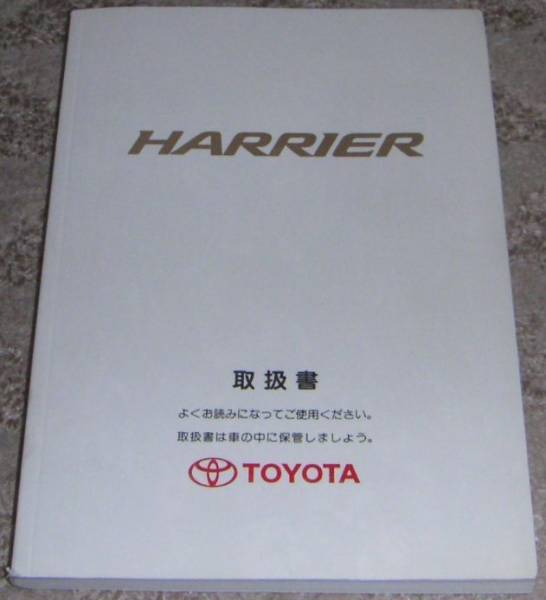 HARRIER
取扱書
よくお読みになってご使用ください。
取扱書は車の中に保管しましょう。
TOYOTA